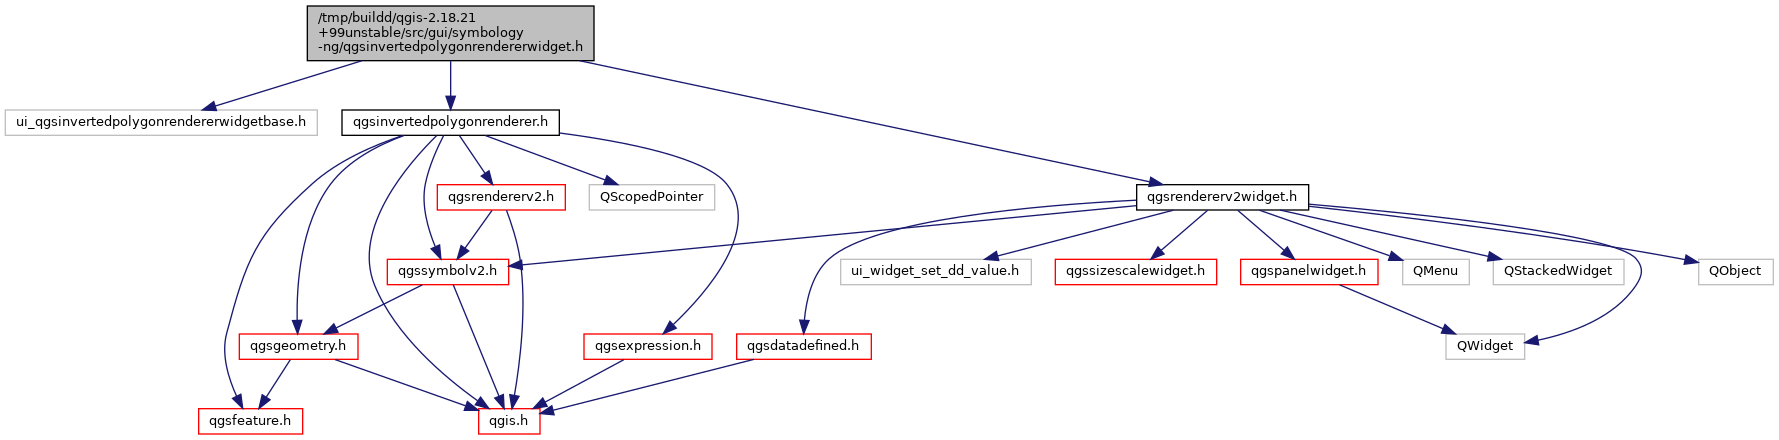 /tmp/buildd/qgis-2.18.21
+99unstable/src/gui/symbology
-ng/qgsinvertedpolygonrendererwidget.h
ui_qgsinvertedpolygonrendererwidgetbase.h
qgsinvertedpolygonrenderer.h
qgsrendererv2.h
QScopedPointer
qgsrendererv2widget.h
qgssymbolv2.h
ui_widget_set_dd_value.h
qgssizescalewidget.h
qgspanelwidget.h
QMenu
QStackedWidget
QObject
qgsgeometry.h
qgsexpression.h
qgsdatadefined.h
QWidget
qgsfeature.h
qgis.h